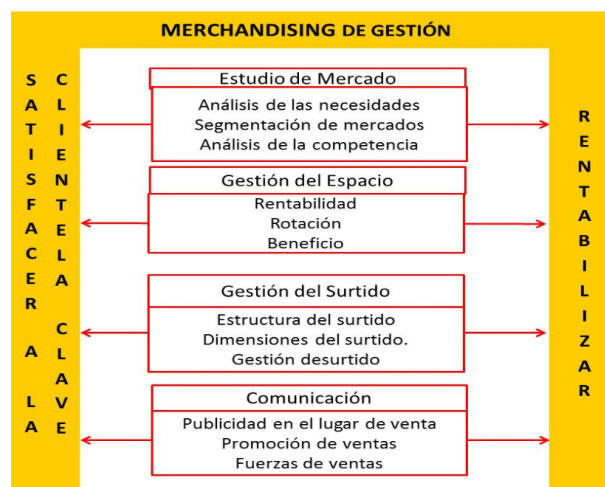 MERCHANDISING DE GESTIÓN
SATISFACER A LA
CLIENTELA CLAVE
Estudio de Mercado
Análisis de las necesidades
Segmentación de mercados
Análisis de la competencia
Gestión del Espacio
Rentabilidad
Rotación
Beneficio
Gestión del Surtido
Estructura del surtido
Dimensiones del surtido.
Gestión desurtido
Comunicación
Publicidad en el lugar de venta
Promoción de ventas
Fuerzas de ventas
RENTABILIZAR